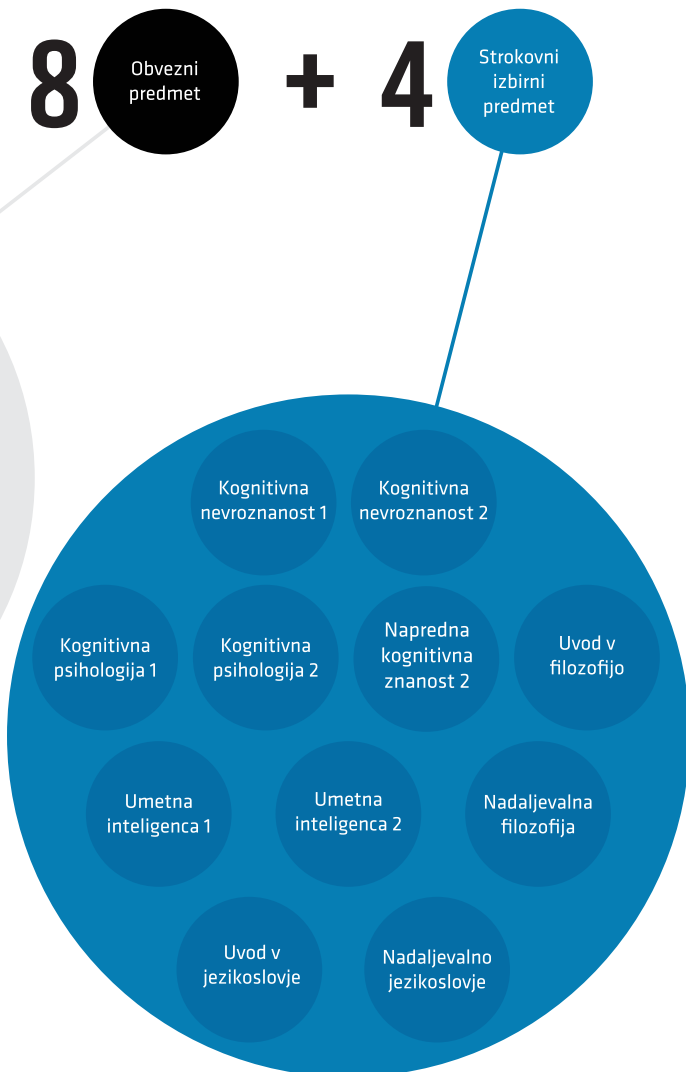 8
Obvezni
predmet
+
4
Strokovni
izbirni
predmet
Kognitivna
nevroznanost 1
Kognitivna
nevroznanost 2
Kognitivna
psihologija 1
Kognitivna
psihologija 2
Napredna
kognitivna
znanost 2
Uvod v
filozofijo
Umetna
inteligenca 1
Umetna
inteligenca 2
Nadaljevalna
filozofija
Uvod v
jezikoslovje
Nadaljevalno
jezikoslovje